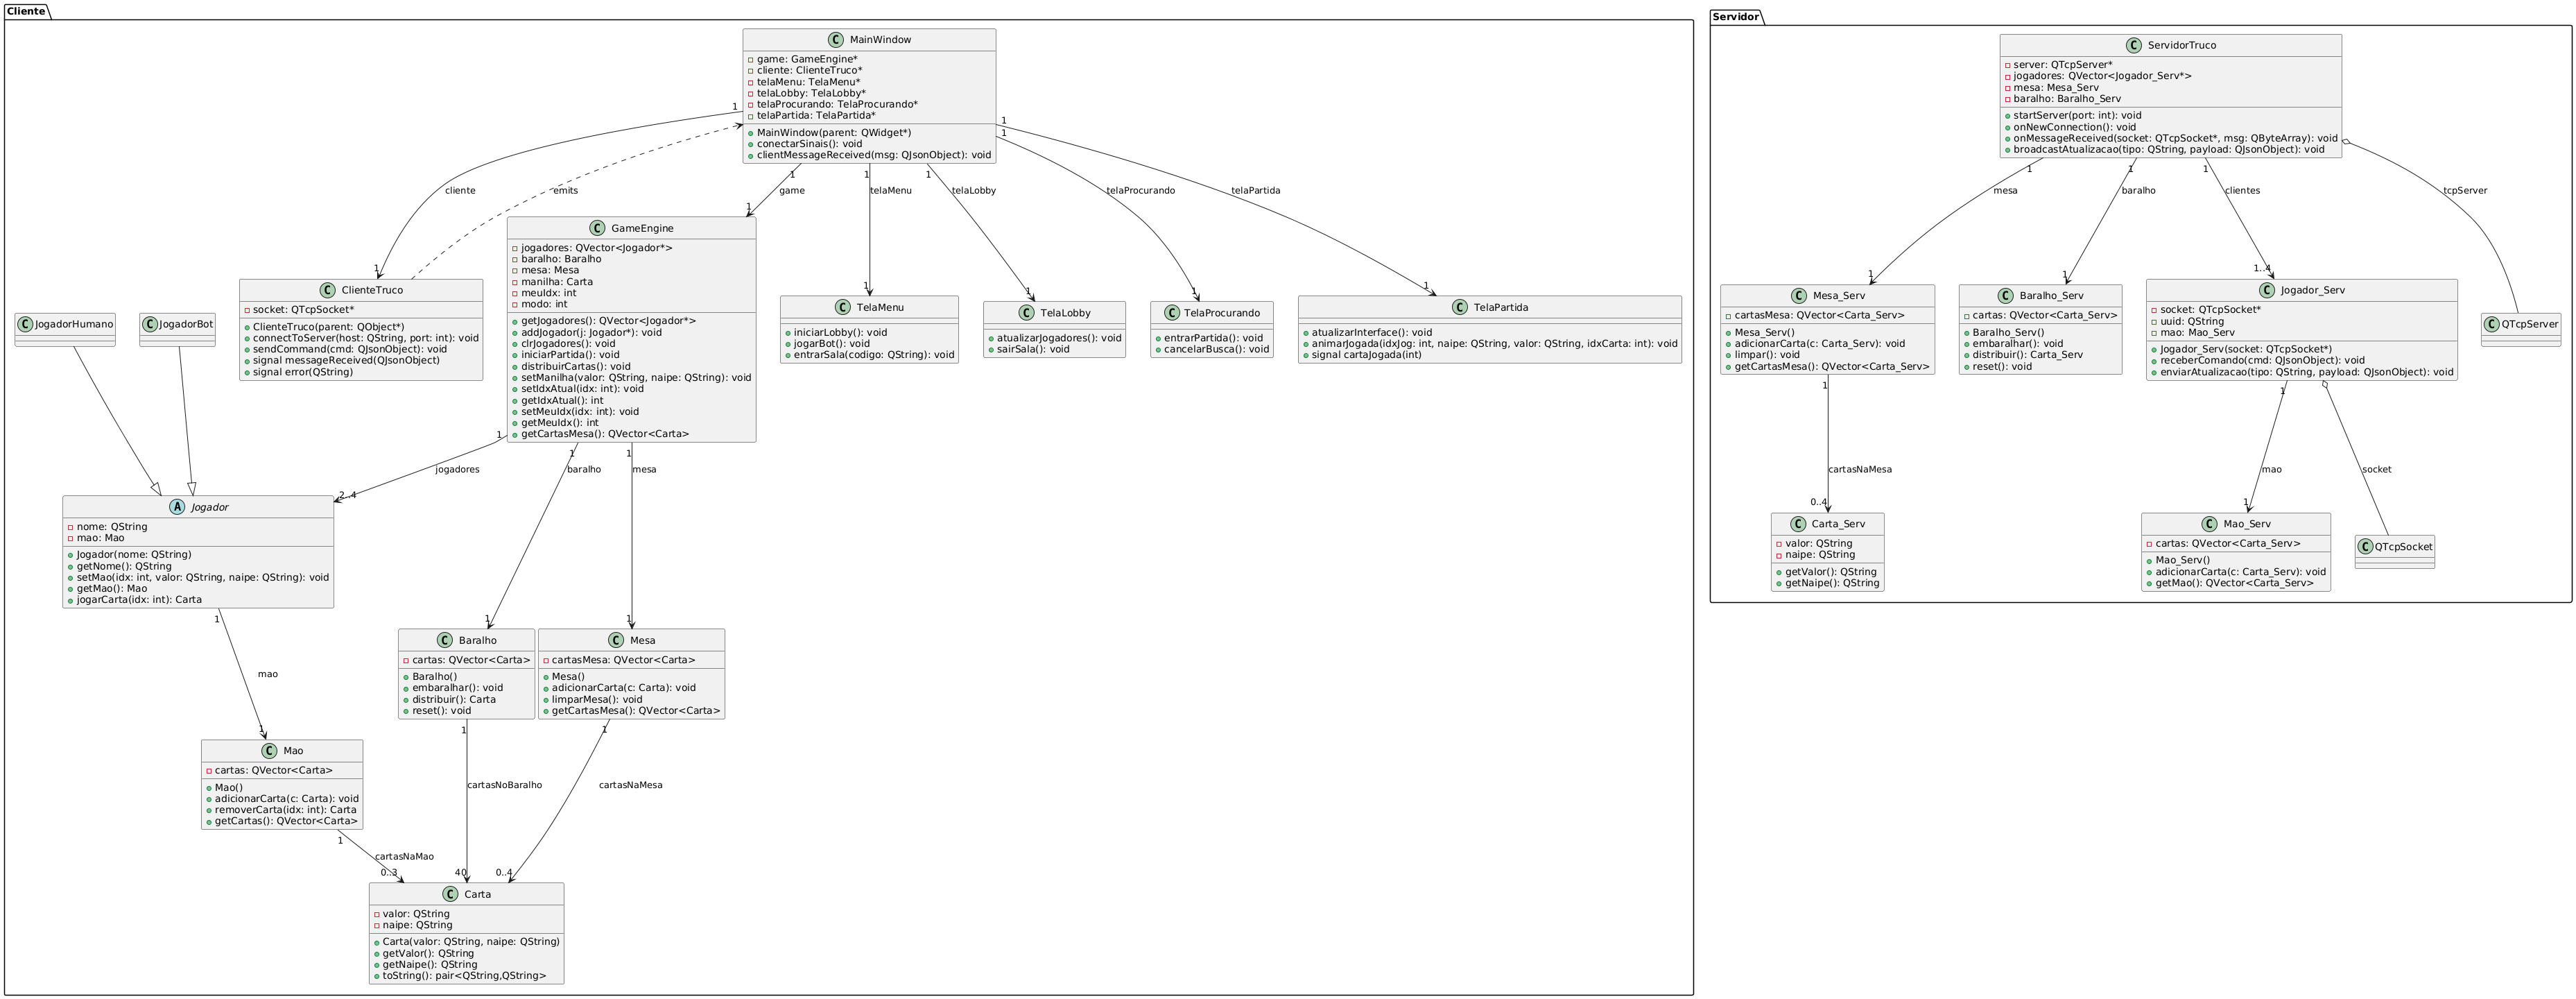 Cliente
MainWindow
game: GameEngine*
cliente: ClienteTruco*
telaMenu: TelaMenu*
telaLobby: TelaLobby*
telaProcurando: TelaProcurando*
telaPartida: TelaPartida*
MainWindow(parent: QWidget*)
conectarSinais(): void
clientMessageReceived(msg: QJsonObject): void
1
1
1
1
1
1
1
cliente
emits
game
telaMenu
telaLobby
telaProcurando
telaPartida
1
1
1
1
1
1
GameEngine
jogadores: QVector<Jogador*>
baralho: Baralho
mesa: Mesa
manilha: Carta
meuIdx: int
modo: int
getJogadores(): QVector<Jogador*>
addJogador(j: Jogador*): void
clrJogadores(): void
iniciarPartida(): void
distribuirCartas(): void
setManilha(valor: QString, naipe: QString): void
setIdxAtual(idx: int): void
getIdxAtual(): int
setMeuIdx(idx: int): void
getMeuIdx(): int
getCartasMesa(): QVector<Carta>
ClienteTruco
socket: QTcpSocket*
ClienteTruco(parent: QObject*)
connectToServer(host: QString, port: int): void
sendCommand(cmd: QJsonObject): void
signal messageReceived(QJsonObject)
signal error(QString)
JogadorHumano
JogadorBot
TelaMenu
iniciarLobby(): void
jogarBot(): void
entrarSala(codigo: QString): void
TelaLobby
atualizarJogadores(): void
sairSala(): void
TelaProcurando
entrarPartida(): void
cancelarBusca(): void
TelaPartida
atualizarInterface(): void
animarJogada(idxJog: int, naipe: QString, valor: QString, idxCarta: int): void
signal cartaJogada(int)
1
1
1
jogadores
baralho
mesa
2..4
1
1
Jogador
nome: QString
mao: Mao
Jogador(nome: QString)
getNome(): QString
setMao(idx: int, valor: QString, naipe: QString): void
getMao(): Mao
jogarCarta(idx: int): Carta
1
mao
1
Baralho
cartas: QVector<Carta>
Baralho()
embaralhar(): void
distribuir(): Carta
reset(): void
Mesa
cartasMesa: QVector<Carta>
Mesa()
adicionarCarta(c: Carta): void
limparMesa(): void
getCartasMesa(): QVector<Carta>
Mao
cartas: QVector<Carta>
Mao()
adicionarCarta(c: Carta): void
removerCarta(idx: int): Carta
getCartas(): QVector<Carta>
1
1
1
cartasNaMao
cartasNoBaralho
cartasNaMesa
0..3
40
0..4
Carta
valor: QString
naipe: QString
Carta(valor: QString, naipe: QString)
getValor(): QString
getNaipe(): QString
toString(): pair<QString,QString>
Servidor
ServidorTruco
server: QTcpServer*
jogadores: QVector<Jogador_Serv*>
mesa: Mesa_Serv
baralho: Baralho_Serv
startServer(port: int): void
onNewConnection(): void
onMessageReceived(socket: QTcpSocket*, msg: QByteArray): void
broadcastAtualizacao(tipo: QString, payload: QJsonObject): void
1
1
1
mesa
baralho
clientes
tcpServer
1
1
1..4
Mesa_Serv
cartasMesa: QVector<Carta_Serv>
Mesa_Serv()
adicionarCarta(c: Carta_Serv): void
limpar(): void
getCartasMesa(): QVector<Carta_Serv>
Baralho_Serv
cartas: QVector<Carta_Serv>
Baralho_Serv()
embaralhar(): void
distribuir(): Carta_Serv
reset(): void
Jogador_Serv
socket: QTcpSocket*
uuid: QString
mao: Mao_Serv
Jogador_Serv(socket: QTcpSocket*)
receberComando(cmd: QJsonObject): void
enviarAtualizacao(tipo: QString, payload: QJsonObject): void
QTcpServer
1
1
cartasNaMesa
mao
socket
0..4
1
Carta_Serv
valor: QString
naipe: QString
getValor(): QString
getNaipe(): QString
Mao_Serv
cartas: QVector<Carta_Serv>
Mao_Serv()
adicionarCarta(c: Carta_Serv): void
getMao(): QVector<Carta_Serv>
QTcpSocket